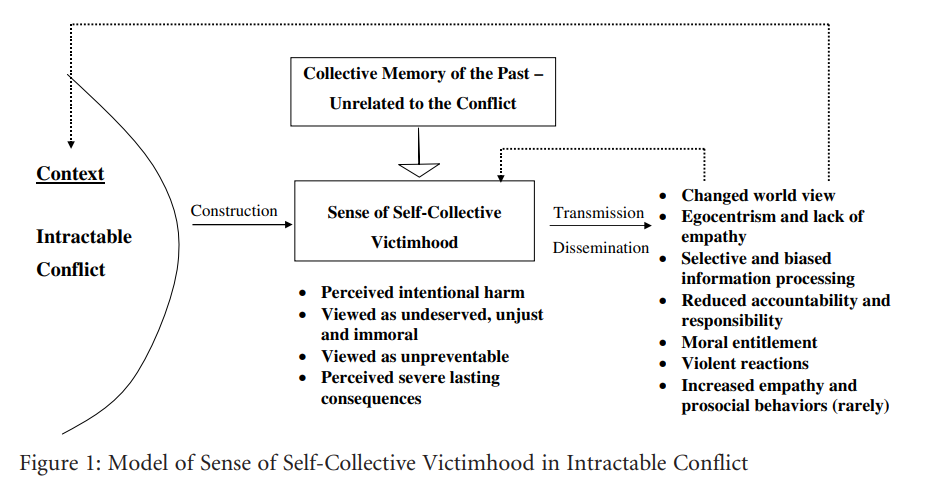 Collective Memory of the Past –
Unrelated to the Conflict
Context
Intractable
Conflict
Construction
Sense of Self-Collective
Victimhood
• Perceived intentional harm
• Viewed as undeserved, unjust
and immoral
• Viewed as unpreventable
• Perceived severe lasting
consequences
Transmission
Dissemination
• Changed world view
• Egocentrism and lack of
empathy
• Selective and biased
information processing
• Reduced accountability and
responsibility
• Moral entitlement
• Violent reactions
• Increased empathy and
prosocial behaviors (rarely)
Figure 1: Model of Sense of Self-Collective Victimhood in Intractable Conflict